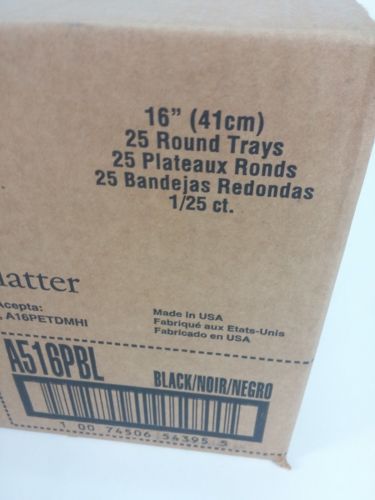 16" (41cm)
25 Round Trays
25 Plateaux Ronds
25 Bandejas Redondas
1/25 ct.
latter
Acepta:
, A16PETDMHI
Made in USA
Fabriqué aux Etats-Unis
Fabricado en USA
A516PBL
BLACK/NOIR/NEGRO
1 00 74506 54395 5